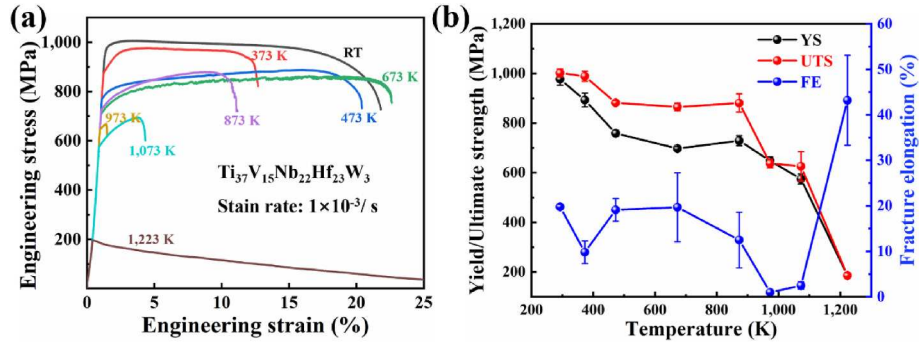 (a)
Engineering stress (MPa)
1,000
800
600
400
200
0
0 5 10 15 20 25
Engineering strain (%)
RT
373 K
673 K
973 K
873 K
473 K
1,073 K
Ti37V15Nb22Hf23W3
Stain rate: 1×10-3/ s
1,223 K
(b)
Yield/Ultimate strength (MPa)
1,200
1,000
800
600
400
200
YS
UTS
FE
60
50
40
30
20
10
0
Fracture elongation (%)
200 400 600 800 1,000 1,200
Temperature (K)